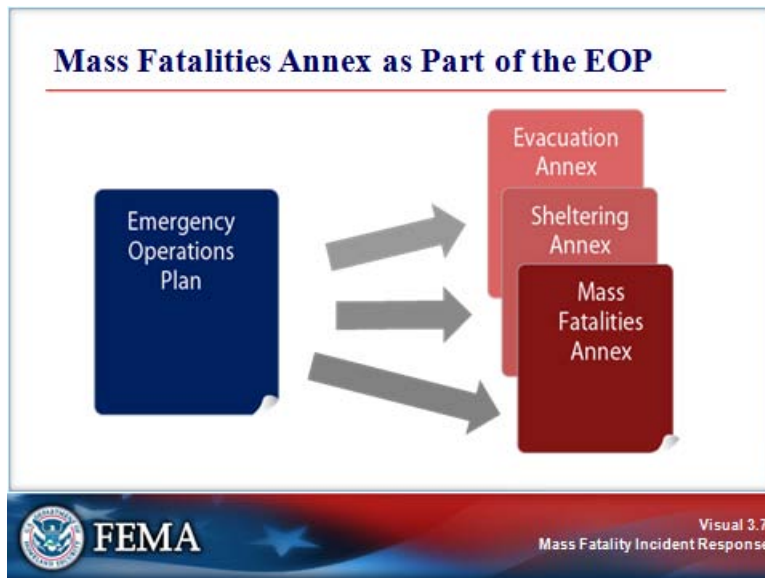 Mass Fatalities Annex as Part of the EOP
Emergency
Operations
Plan
Evacuation
Annex
Sheltering
Annex
Mass
Fatalities
Annex
FEMA
Visual 3.7
Mass Fatality Incident Response